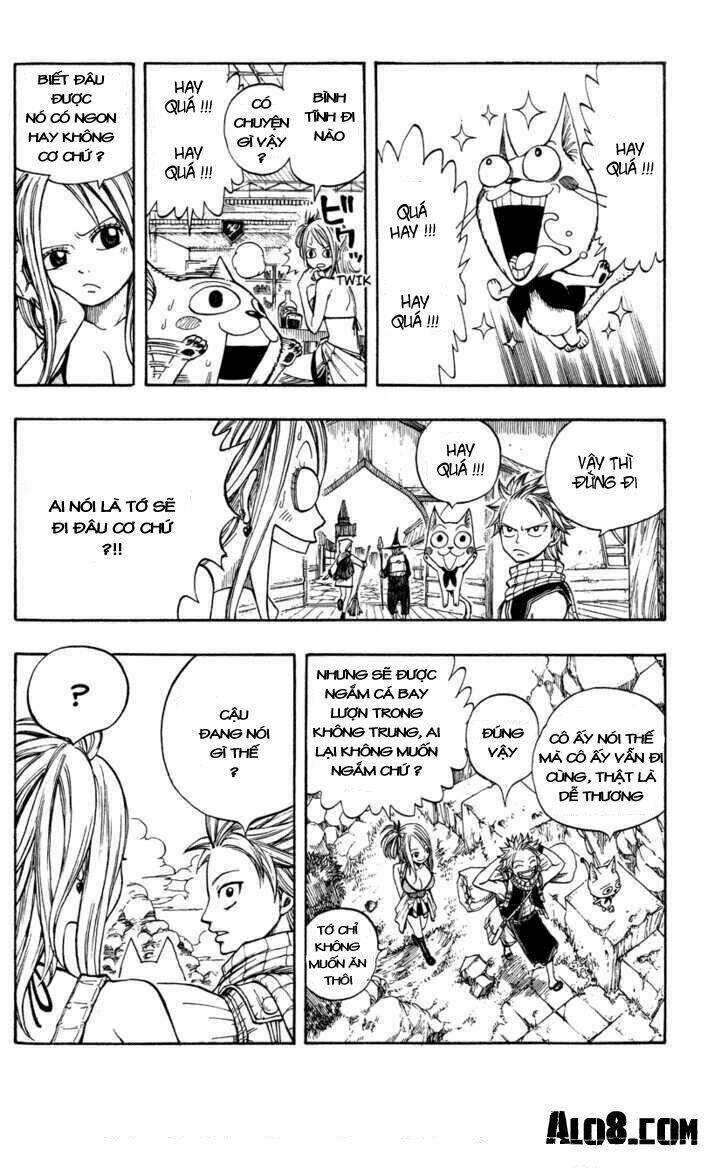 HAY
QUÁ !!!
QUÁ
HAY !!!
HAY
QUÁ !!!
BÌNH
TĨNH ĐI
NÀO
CÓ
CHUYỆN
GÌ VẬY
?
HAY
QUÁ !!!
HAY
QUÁ !!!
ビクッ
TWIK
BIẾT ĐÂU
ĐƯỢC
NÓ CÓ NGON
HAY KHÔNG
CƠ CHỨ ?
VẬY THÌ
ĐỪNG ĐI
HAY
QUÁ !!!
AI NÓI LÀ TỚ SẼ
ĐI ĐÂU CƠ CHỨ
?!!
CÔ ẤY NÓI THẾ
MÀ CÔ ẤY VẪN ĐI
CÙNG, THẬT LÀ
DỄ THƯƠNG
ĐÚNG
VẬY
NHƯNG SẼ ĐƯỢC
NGẮM CÁ BAY
LƯỢN TRONG
KHÔNG TRUNG, AI
LẠI KHÔNG MUỐN
NGẮM CHỨ ?
TỚ CHỈ
KHÔNG
MUỐN ĂN
THÔI
CẬU
ĐANG NÓI
GÌ THẾ
?
?
ALO8.COM